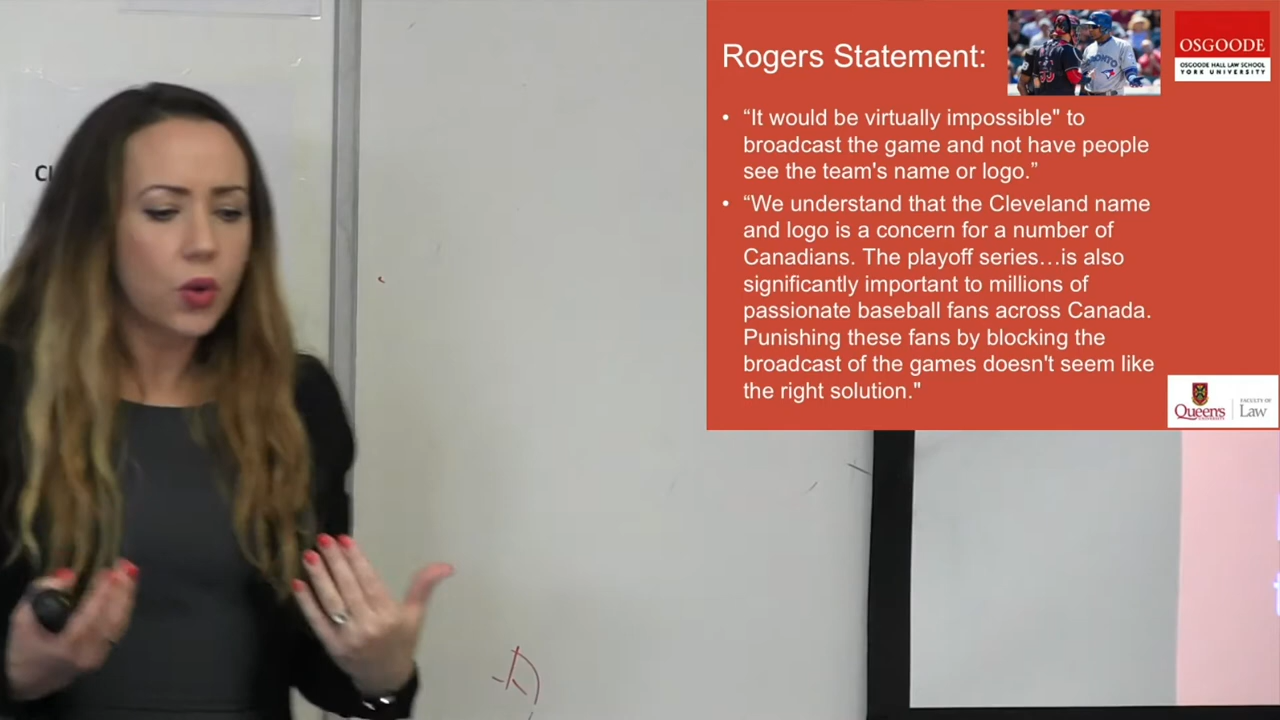 Rogers Statement:
OSGOODE
OSGOODE HALL LAW SCHOOL
YORK UNIVERSITY
• “It would be virtually impossible" to
broadcast the game and not have people
see the team's name or logo.”
• “We understand that the Cleveland name
and logo is a concern for a number of
Canadians. The playoff series…is also
significantly important to millions of
passionate baseball fans across Canada.
Punishing these fans by blocking the
broadcast of the games doesn't seem like
the right solution."
Queen's
UNIVERSITY
FACULTY OF
Law
TORONTO